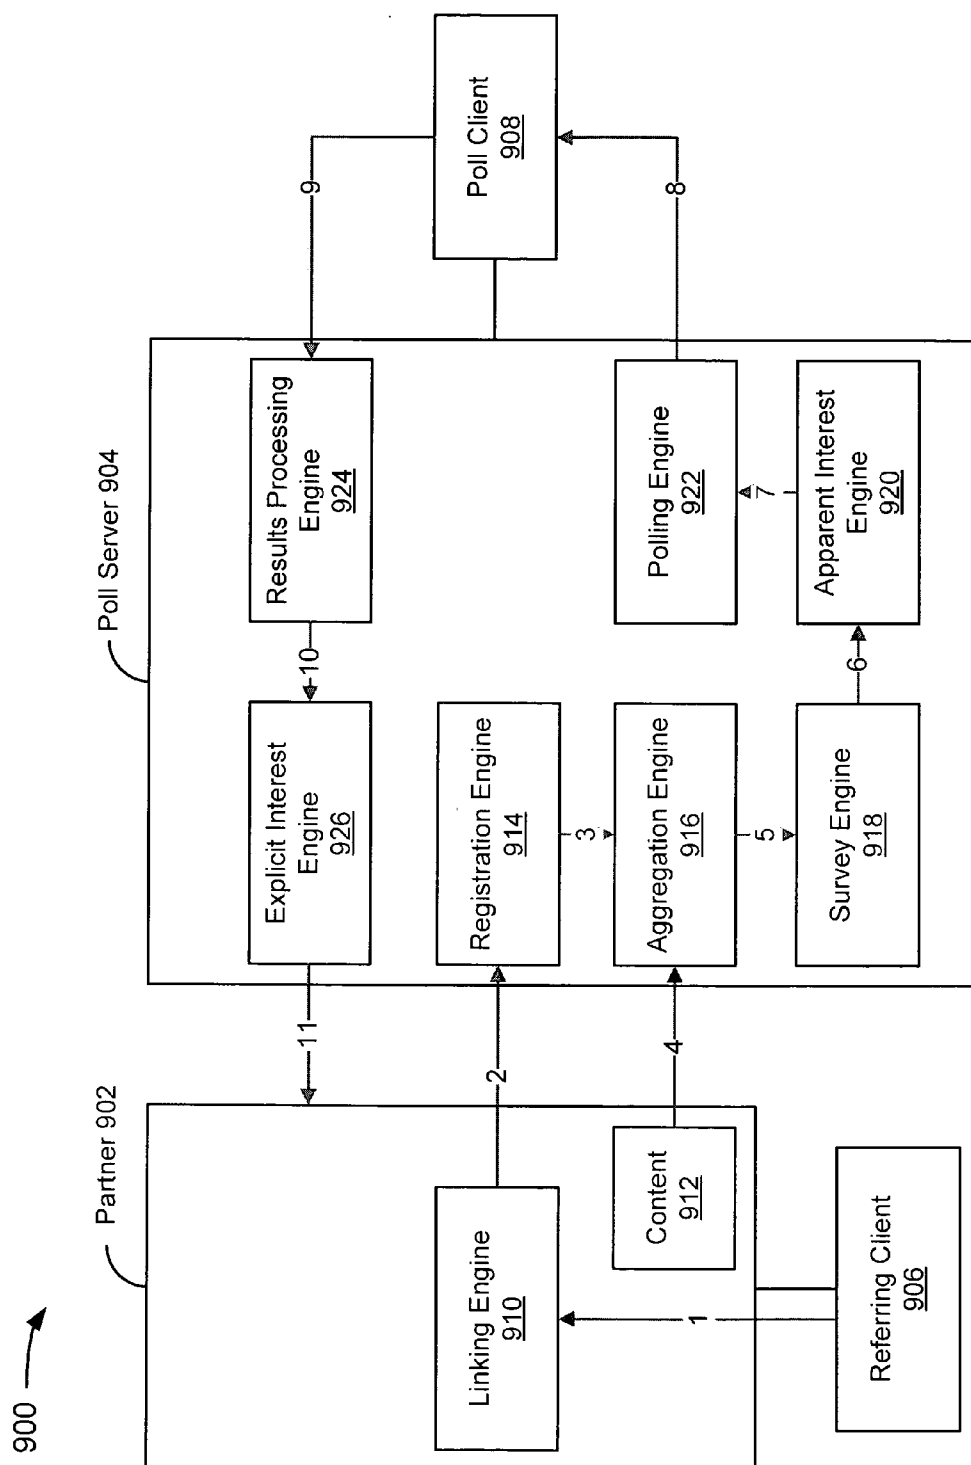 900
Partner 902
Poll Server 904
11
Explicit Interest
Engine
926
10
Results Processing
Engine
924
9
Linking Engine
910
2
Registration Engine
914
Poll Client
908
3
Content
912
4
Aggregation Engine
916
Polling Engine
922
8
1
5
7
Referring Client
906
Survey Engine
918
6
Apparent Interest
Engine
920